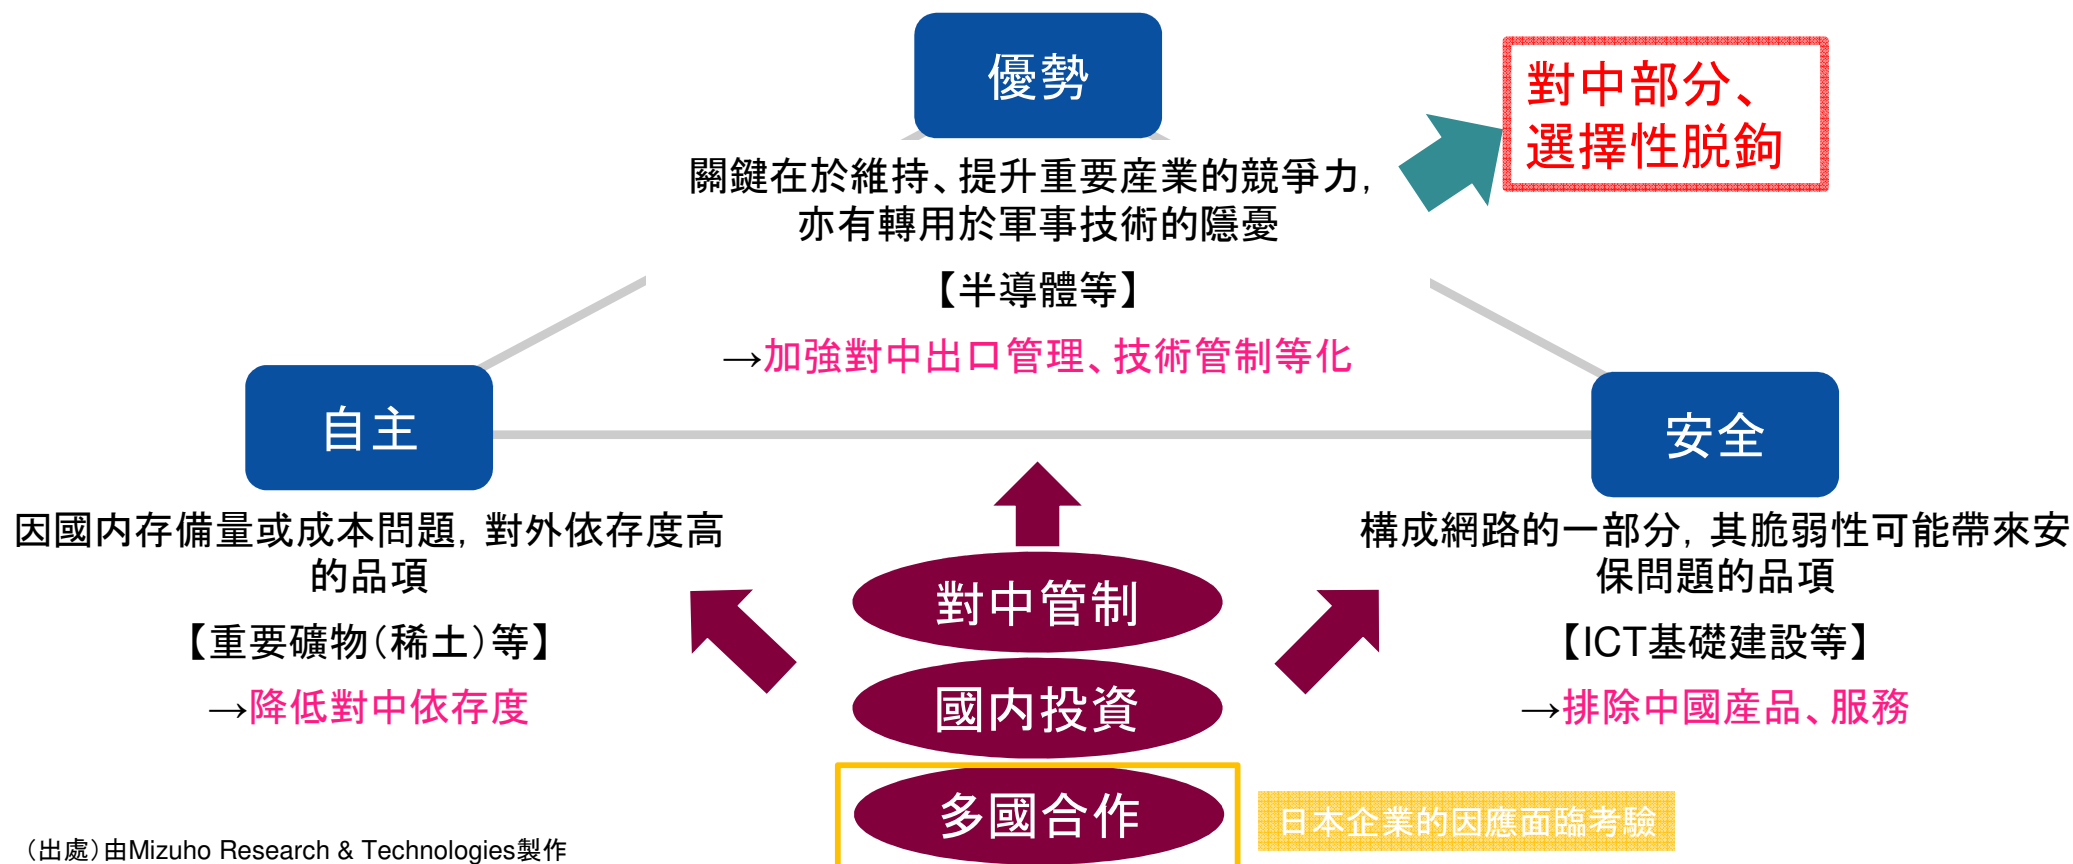 優勢
對中部分、
選擇性脱鉤
關鍵在於維持、提升重要産業的競爭力,
亦有轉用於軍事技術的隱憂
【半導體等】
→加強對中出口管理、技術管制等化
自主
安全
因國内存備量或成本問題, 對外依存度高
的品項
【重要礦物(稀土)等】
→降低對中依存度
構成網路的一部分, 其脆弱性可能帶來安
保問題的品項
【ICT基礎建設等】
→排除中國産品、服務
對中管制
國内投資
多國合作
日本企業的因應面臨考驗
(出處)由Mizuho Research & Technologies製作